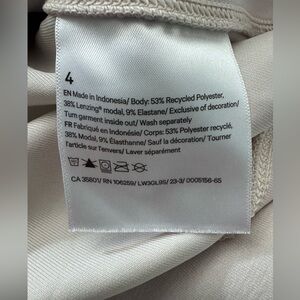 4
EN Made in Indonesia/ Body: 53% Recycled Polyester,
38% Lenzing® modal, 9% Elastane/ Exclusive of decoration/
Turn garment inside out/ Wash separately
FR Fabriqué en Indonésie/ Corps: 53% Polyester recyclé,
38% Modal, 9% Élasthanne/ Sauf la décoration/ Tourner
l'article sur l'envers/ Laver séparément
CA 35801/ RN 106259/ LW3GL9S/ 23-3/ 0005156-65